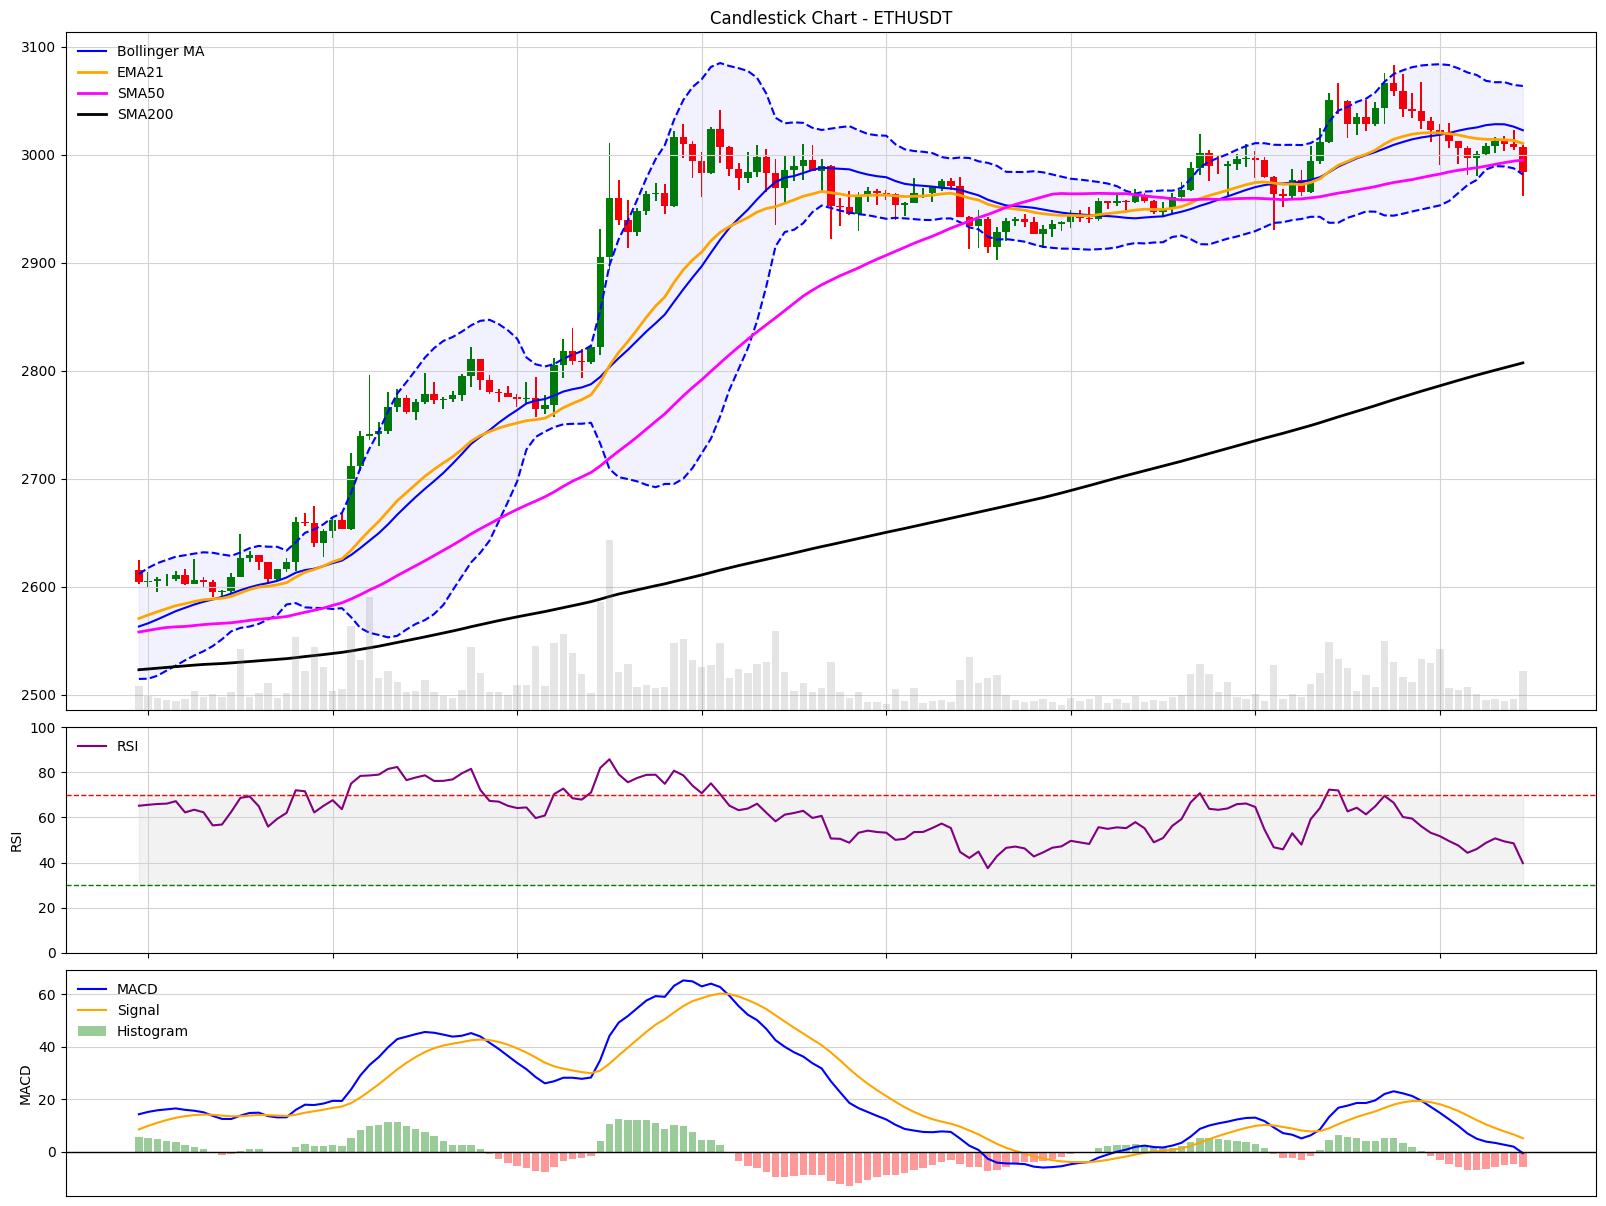 Candlestick Chart - ETHUSDT
3100
3000
2900
2800
2700
2600
2500
Bollinger MA
EMA21
SMA50
SMA200
100
80
60
40
20
0
RSI
RSI
60
40
20
0
MACD
MACD
Signal
Histogram